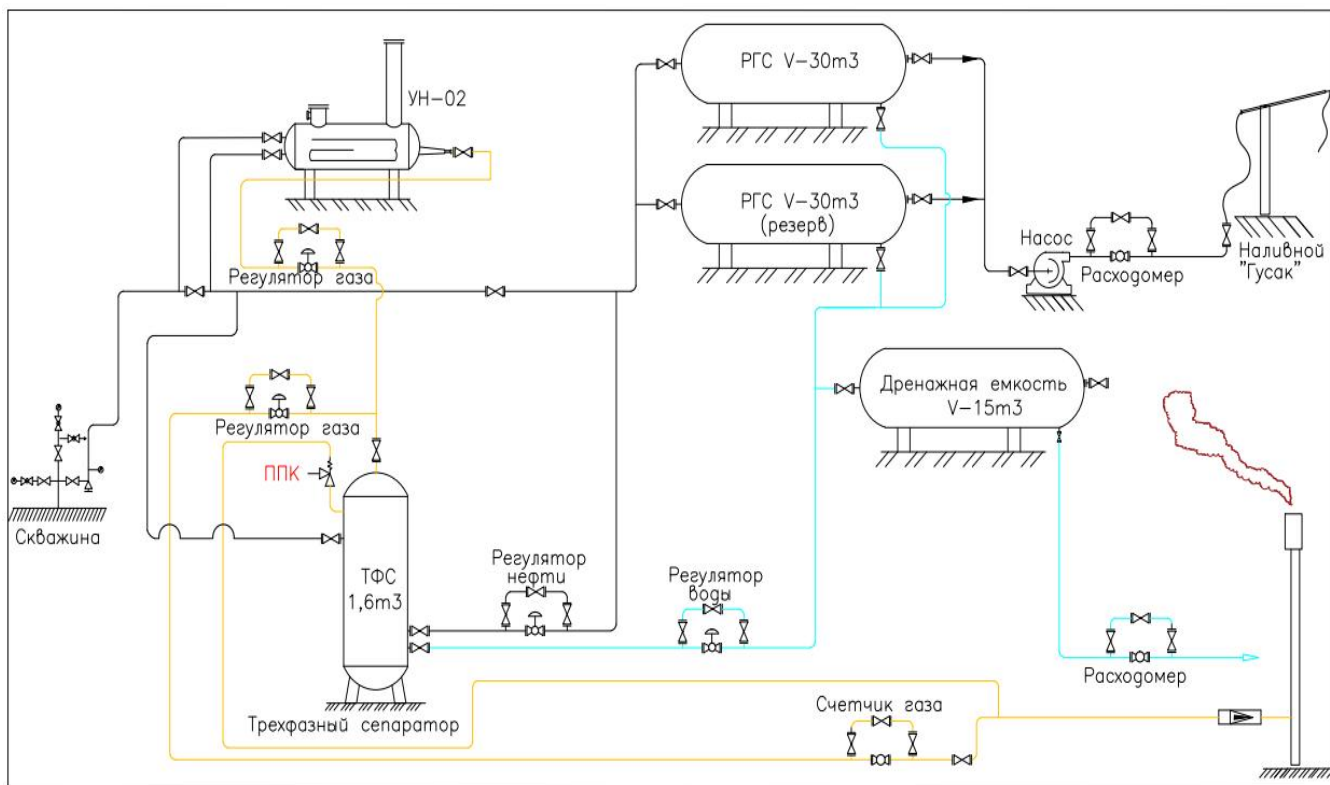 УН-02
РГС V-30m3
РГС V-30m3
(резерв)
Насос
Расходомер
Наливной
"Гусак"
Регулятор газа
Дренажная емкость
V-15m3
Регулятор газа
ППК
Скважина
ТФС
1,6m3
Регулятор
нефти
Регулятор
воды
Расходомер
Трехфазный сепаратор
Счетчик газа